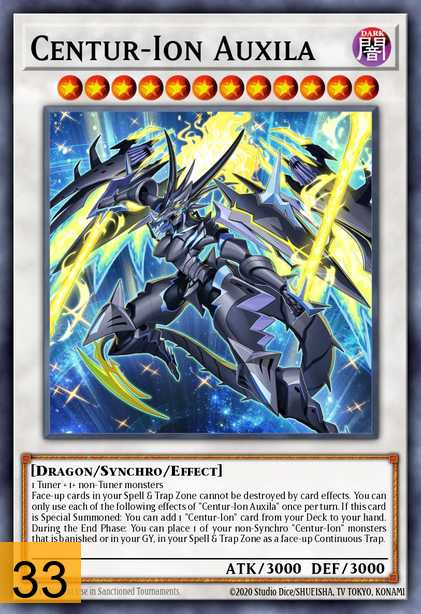 Centur-Ion Auxila
DARK
闇
[Dragon/Synchro/Effect]
1 Tuner + 1+ non-Tuner monsters
Face-up cards in your Spell & Trap Zone cannot be destroyed by card effects. You can
only use each of the following effects of "Centur-Ion Auxila" once per turn. If this card
is Special Summoned: You can add 1 "Centur-Ion" card from your Deck to your hand.
During the End Phase: You can place 1 of your non-Synchro "Centur-Ion" monsters
that is banished or in your GY, in your Spell & Trap Zone as a face-up Continuous Trap.
ATK/3000 DEF/3000
33
Use in Sanctioned Tournaments.
©2020 Studio Dice/SHUEISHA, TV TOKYO, KONAMI